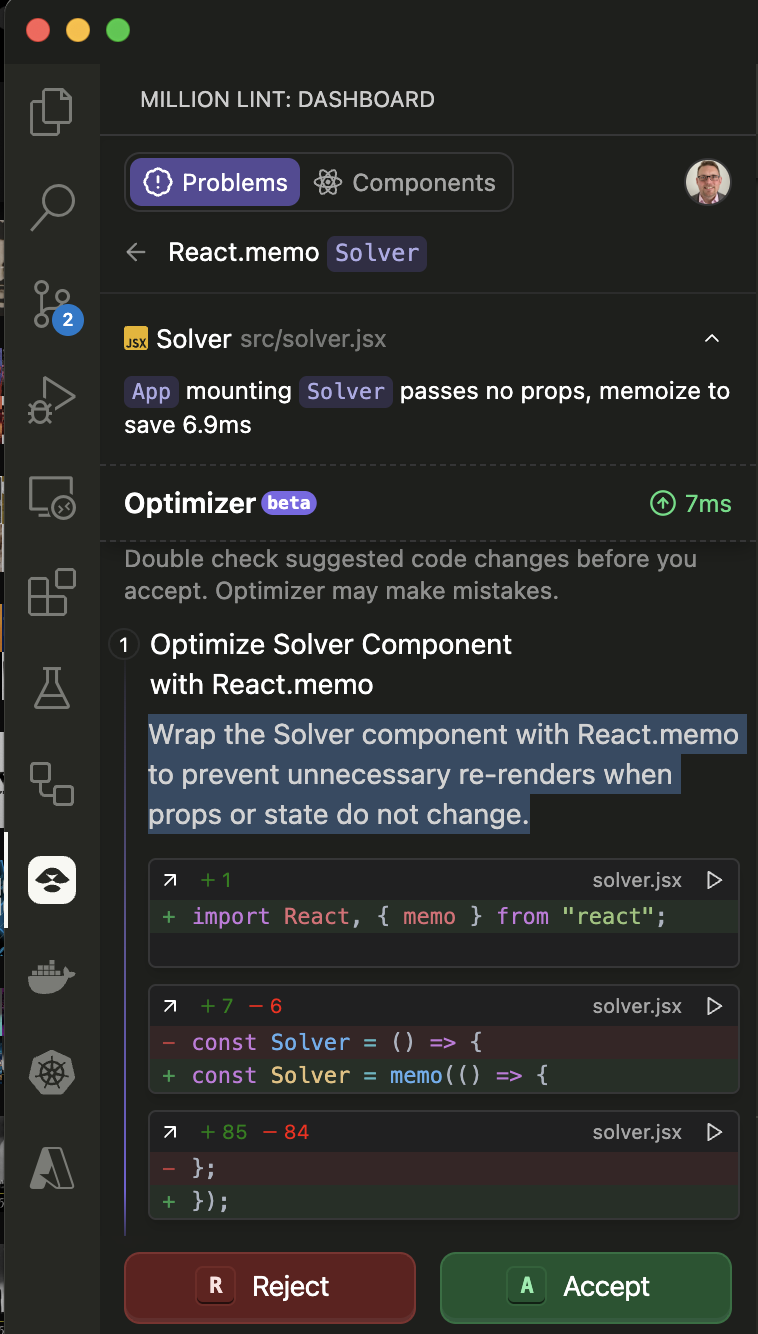 MILLION LINT: DASHBOARD
Problems Components
React.memo Solver
2
JSX Solver src/solver.jsx
App mounting Solver passes no props, memoize to
save 6.9ms
Optimizer beta 7ms
Double check suggested code changes before you
accept. Optimizer may make mistakes.
1 Optimize Solver Component
with React.memo
Wrap the Solver component with React.memo
to prevent unnecessary re-renders when
props or state do not change.
+1 solver.jsx
+ import React, { memo } from "react";
+7 −6 solver.jsx
− const Solver = () => {
+ const Solver = memo(() => {
+85 −84 solver.jsx
− };
+ });
R Reject A Accept